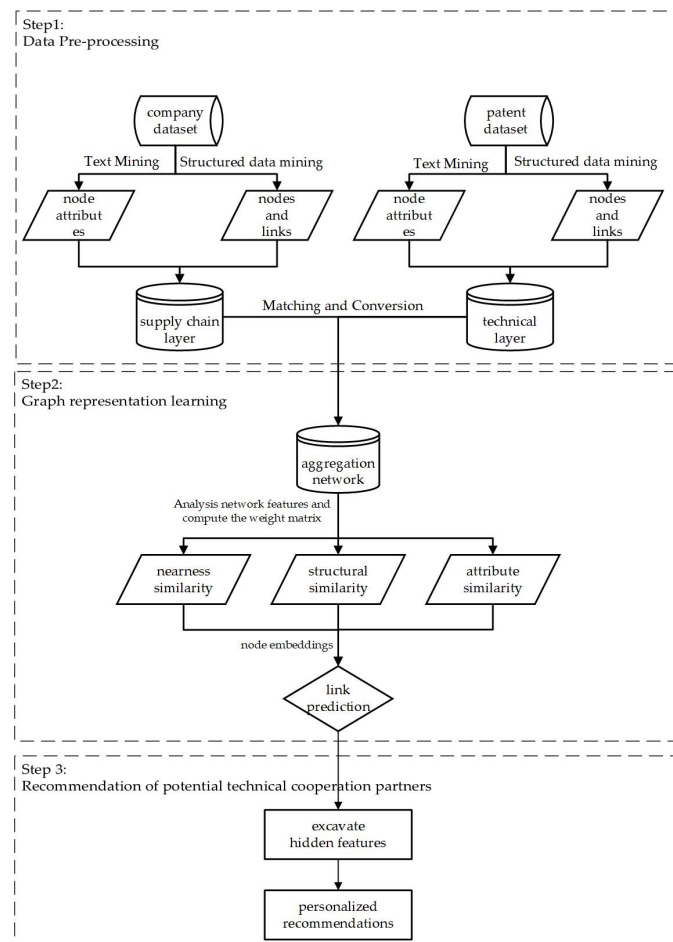 Step1:
Data Pre-processing
company
dataset
patent
dataset
Text Mining
Structured data mining
Text Mining
Structured data mining
node
attribut
es
nodes
and
links
node
attribut
es
nodes
and
links
supply chain
layer
Matching and Conversion
technical
layer
Step2:
Graph representation learning
aggregation
network
Analysis network features and
compute the weight matrix
nearness
similarity
structural
similarity
attribute
similarity
node embeddings
link
prediction
Step 3:
Recommendation of potential technical cooperation partners
excavate
hidden features
personalized
recommendations